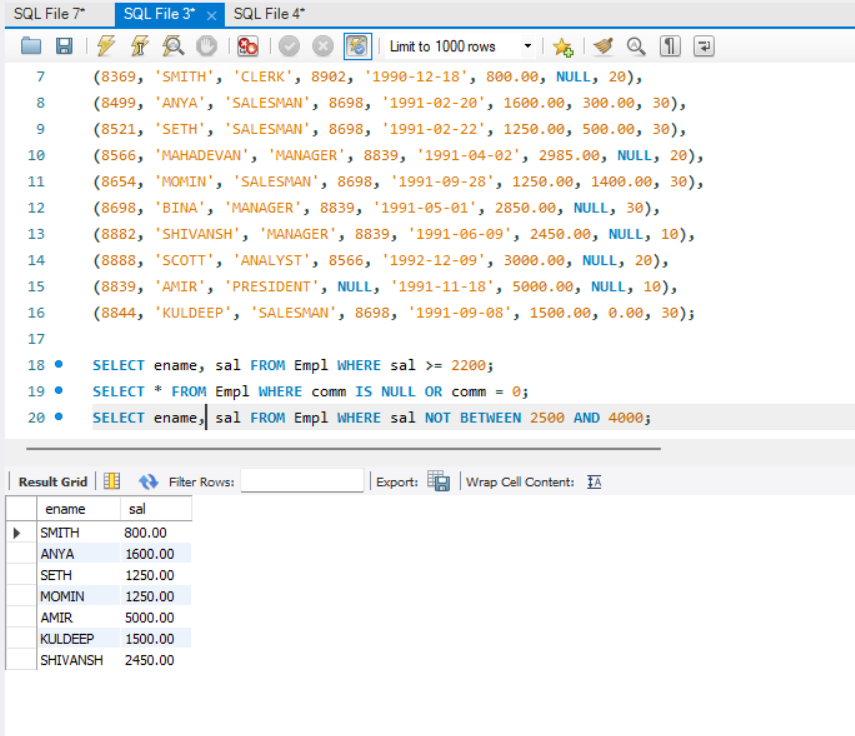 SQL File 7* SQL File 3* × SQL File 4*
Limit to 1000 rows
7 (8369, 'SMITH', 'CLERK', 8902, '1990-12-18', 800.00, NULL, 20),
8 (8499, 'ANYA', 'SALESMAN', 8698, '1991-02-20', 1600.00, 300.00, 30),
9 (8521, 'SETH', 'SALESMAN', 8698, '1991-02-22', 1250.00, 500.00, 30),
10 (8566, 'MAHADEVAN', 'MANAGER', 8839, '1991-04-02', 2985.00, NULL, 20),
11 (8654, 'MOMIN', 'SALESMAN', 8698, '1991-09-28', 1250.00, 1400.00, 30),
12 (8698, 'BINA', 'MANAGER', 8839, '1991-05-01', 2850.00, NULL, 30),
13 (8882, 'SHIVANSH', 'MANAGER', 8839, '1991-06-09', 2450.00, NULL, 10),
14 (8888, 'SCOTT', 'ANALYST', 8566, '1992-12-09', 3000.00, NULL, 20),
15 (8839, 'AMIR', 'PRESIDENT', NULL, '1991-11-18', 5000.00, NULL, 10),
16 (8844, 'KULDEEP', 'SALESMAN', 8698, '1991-09-08', 1500.00, 0.00, 30);
17
18 SELECT ename, sal FROM Empl WHERE sal >= 2200;
19 SELECT * FROM Empl WHERE comm IS NULL OR comm = 0;
20 SELECT ename, sal FROM Empl WHERE sal NOT BETWEEN 2500 AND 4000;
Result Grid Filter Rows: Export: Wrap Cell Content: IA
ename sal
SMITH 800.00
ANYA 1600.00
SETH 1250.00
MOMIN 1250.00
AMIR 5000.00
KULDEEP 1500.00
SHIVANSH 2450.00